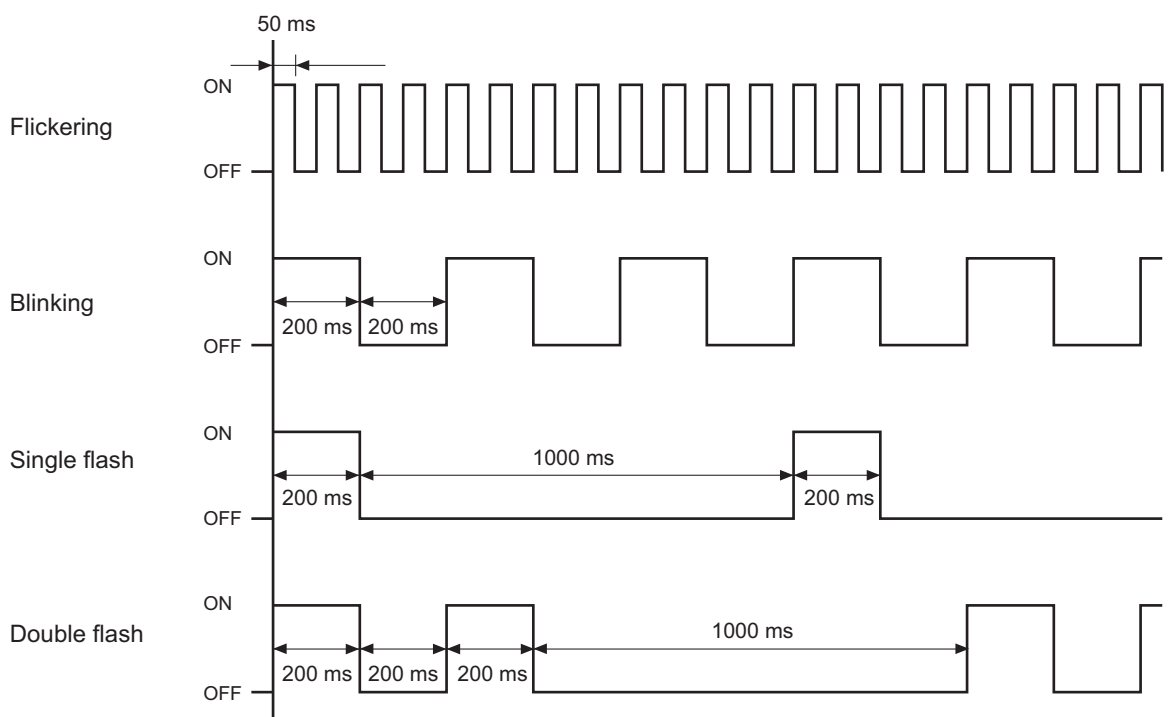 50 ms
ON
Flickering
OFF
ON
Blinking
200 ms 200 ms
OFF
ON
Single flash
1000 ms
200 ms 200 ms
OFF
ON
Double flash
1000 ms
200 ms 200 ms 200 ms
OFF